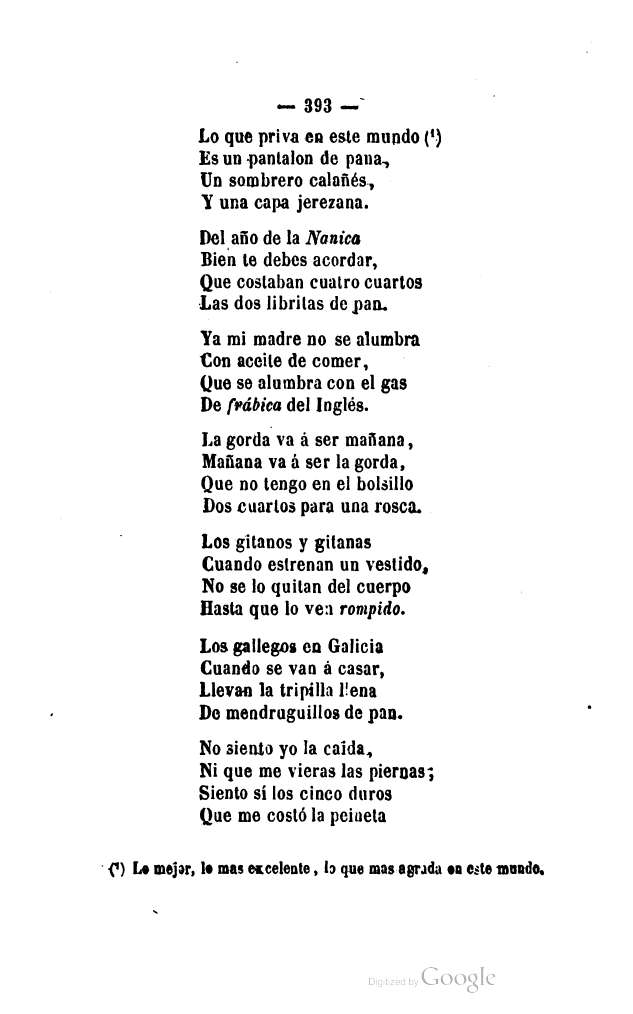 — 393 —
Lo que priva en este mundo (¹)
Es un pantalon de pana,
Un sombrero calañés,
Y una capa jerezana.
Del año de la Nanica
Bien te debes acordar,
Que costaban cuatro cuartos
Las dos libritas de pan.
Ya mi madre no se alumbra
Con aceite de comer,
Que se alumbra con el gas
De frábica del Inglés.
La gorda va á ser mañana,
Mañana va á ser la gorda,
Que no tengo en el bolsillo
Dos cuartos para una rosca.
Los gitanos y gitanas
Cuando estrenan un vestido,
No se lo quitan del cuerpo
Hasta que lo ven rompido.
Los gallegos en Galicia
Cuando se van á casar,
Llevan la tripilla llena
De mendruguillos de pan.
No siento yo la caida,
Ni que me vieras las piernas;
Siento sí los cinco duros
Que me costó la peineta
(¹) Lo mejor, lo mas excelente, lo que mas agrada en este mundo.
Digitized by Google